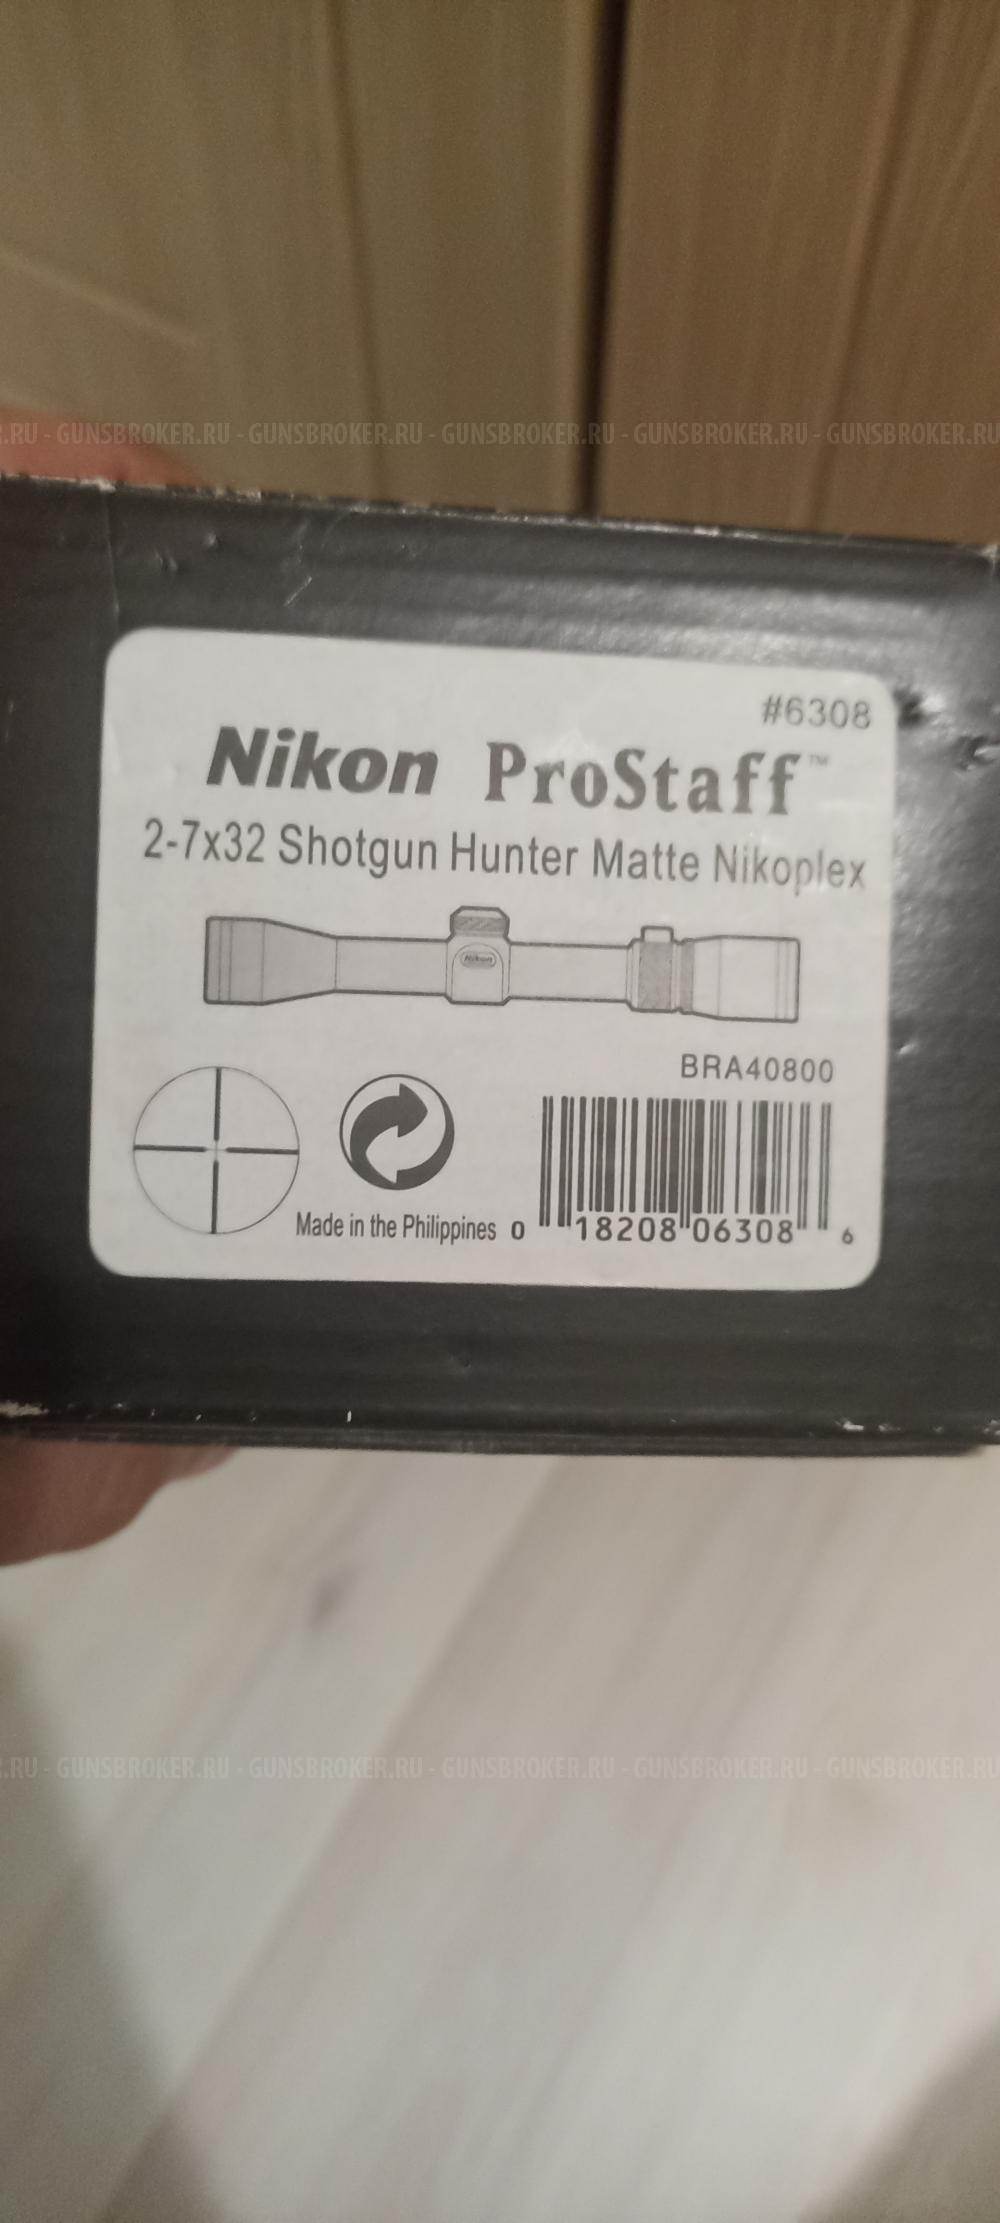 .RU - GUNSBROKER.RU - GUNSBROKER.RU - GUNSBROKER.RU - GUNSBROKER.RU - GUNSBROKER.RU
#6308
Nikon ProStaff™
2-7x32 Shotgun Hunter Matte Nikoplex
Nikon
BRA40800
Made in the Philippines
0 18208 06308 6
.RU - GUNSBROKER.RU - GUNSBROKER.RU - GUNSBROKER.RU - GUNSBROKER.RU - GUNSBROKER.RU